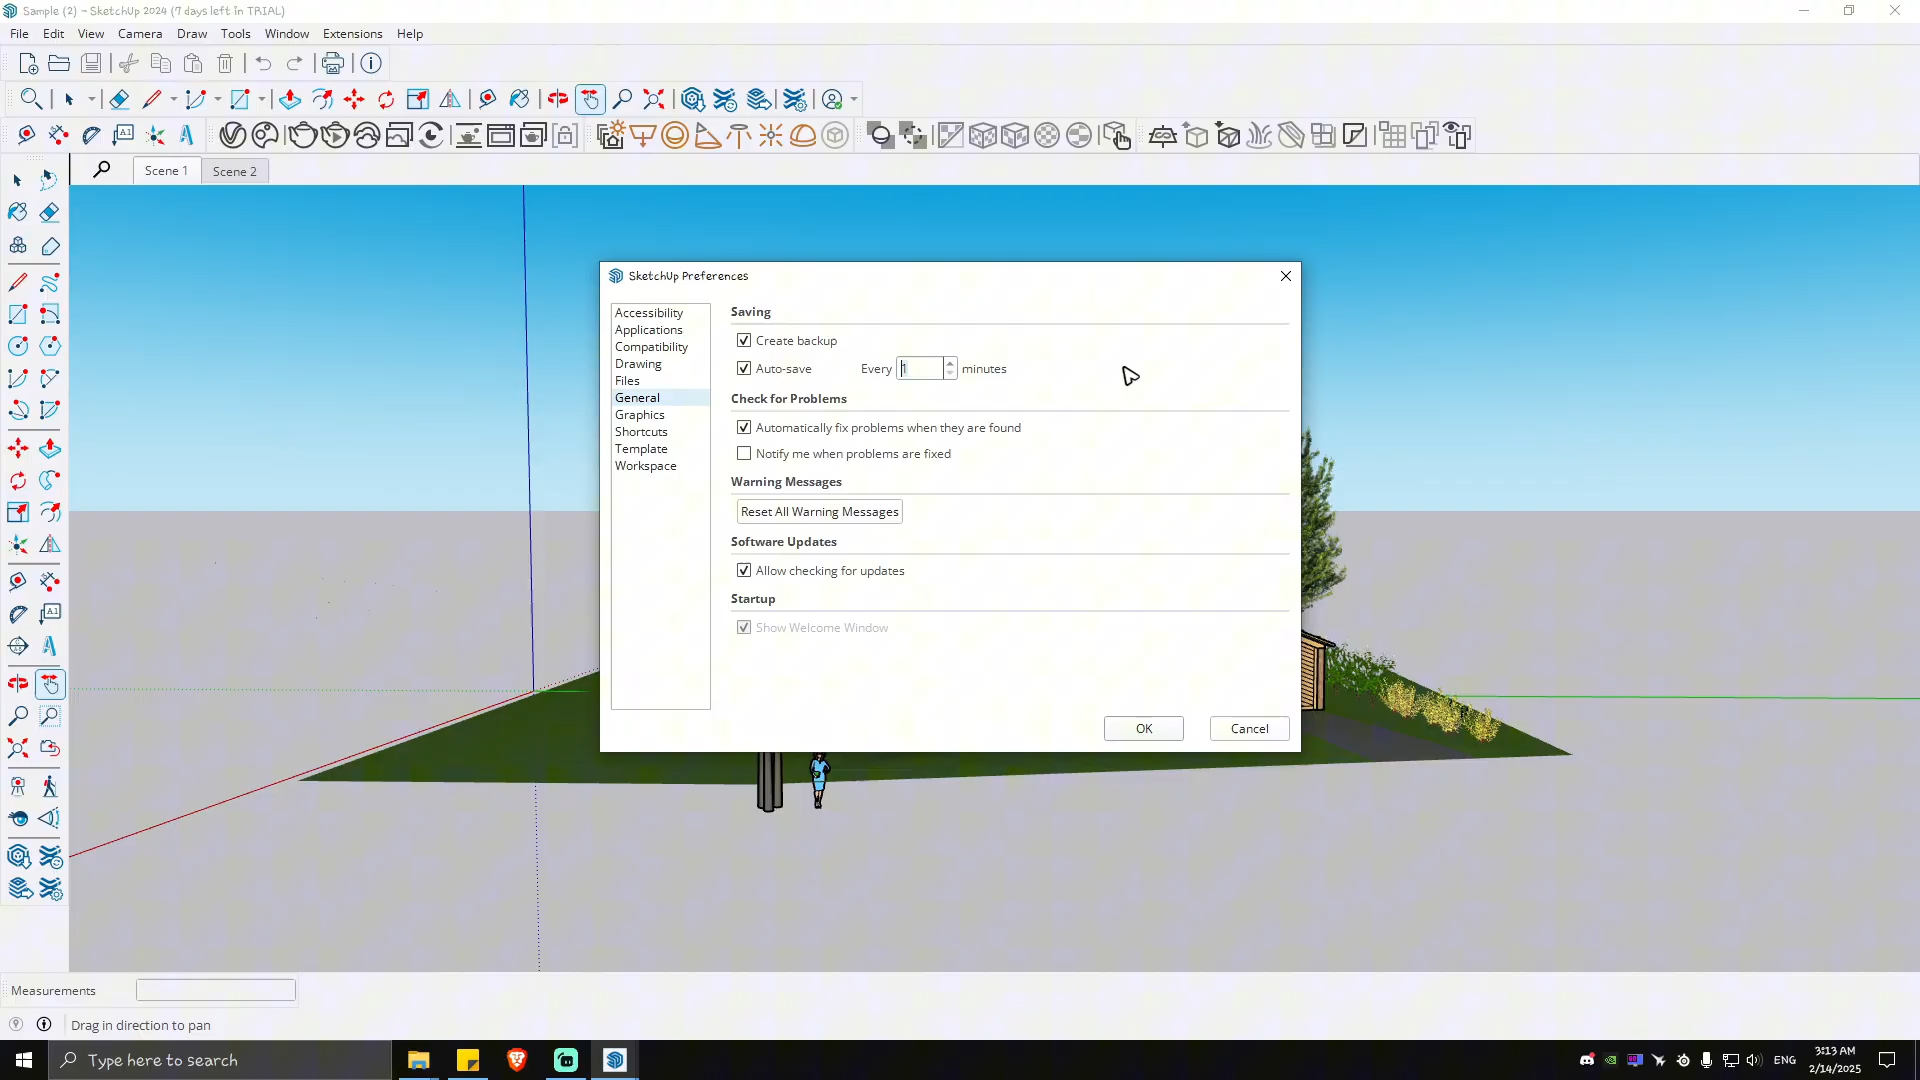 Sample (2) - SketchUp 2024 (7 days left in TRIAL)
File Edit View Camera Draw Tools Window Extensions Help
Scene 1 Scene 2
SketchUp Preferences
Accessibility
Applications
Compatibility
Drawing
Files
General
Graphics
Shortcuts
Template
Workspace
Saving
Create backup
Auto-save Every 1 minutes
Check for Problems
Automatically fix problems when they are found
Notify me when problems are fixed
Warning Messages
Reset All Warning Messages
Software Updates
Allow checking for updates
Startup
Show Welcome Window
OK Cancel
Measurements
Drag in direction to pan
Type here to search
ENG
3:13 AM
2/14/2025